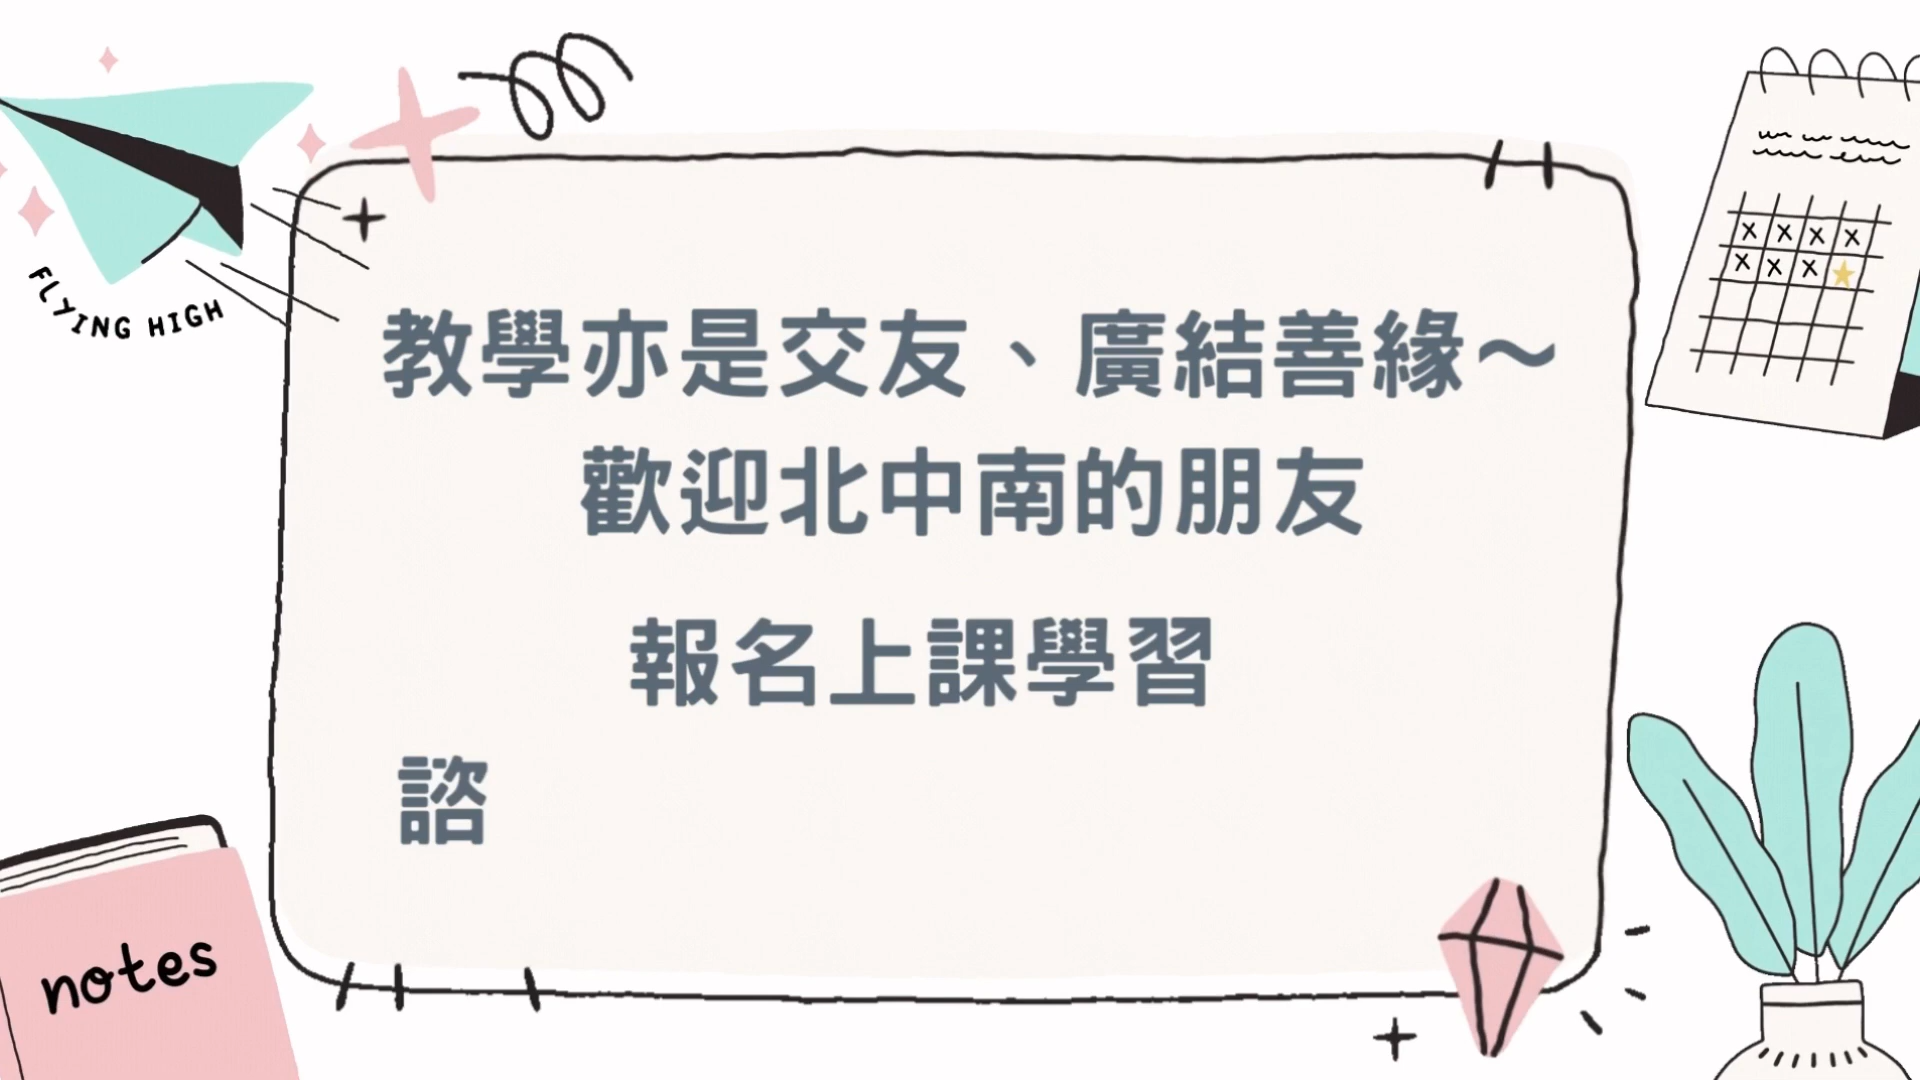 FLYING HIGH
教學亦是交友、廣結善緣～
歡迎北中南的朋友
報名上課學習
諮
notes